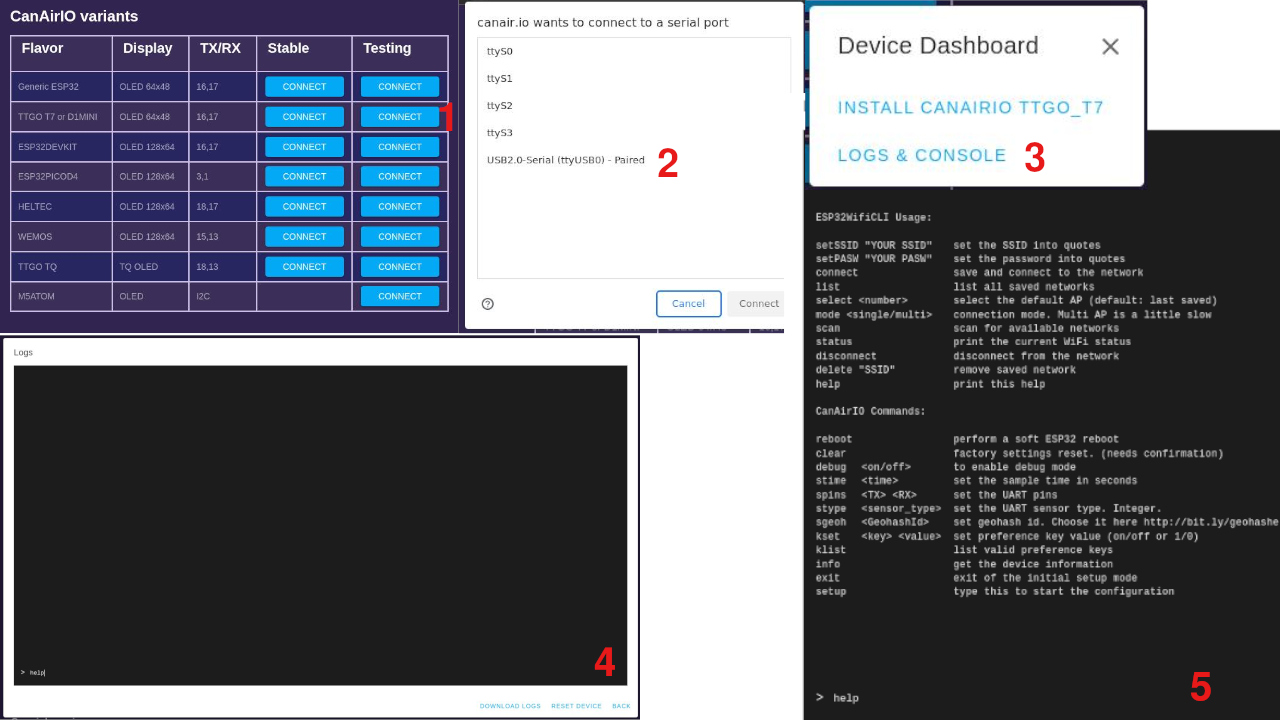 CanAirIO variants
Flavor Display TX/RX Stable Testing
Generic ESP32 OLED 64x48 16,17 CONNECT CONNECT
TTGO T7 or D1MINI OLED 64x48 16,17 CONNECT CONNECT
ESP32DEVKIT OLED 128x64 16,17 CONNECT CONNECT
ESP32PICOD4 OLED 128x64 3,1 CONNECT CONNECT
HELTEC OLED 128x64 18,17 CONNECT CONNECT
WEMOS OLED 128x64 15,13 CONNECT CONNECT
TTGO TQ TQ OLED 18,13 CONNECT CONNECT
M5ATOM OLED I2C CONNECT
1
canair.io wants to connect to a serial port
ttyS0
ttyS1
ttyS2
ttyS3
USB2.0-Serial (ttyUSB0) - Paired
2
Cancel Connect
Device Dashboard
INSTALL CANAIRIO TTGO_T7
LOGS & CONSOLE
3
Logs
> help
4
DOWNLOAD LOGS RESET DEVICE BACK
ESP32WifiCLI Usage:
setSSID "YOUR SSID" set the SSID into quotes
setPASW "YOUR PASW" set the password into quotes
connect save and connect to the network
list list all saved networks
select <number> select the default AP (default: last saved)
mode <single/multi> connection mode. Multi AP is a little slow
scan scan for available networks
status print the current WiFi status
disconnect disconnect from the network
delete "SSID" remove saved network
help print this help
CanAirIO Commands:
reboot perform a soft ESP32 reboot
clear factory settings reset. (needs confirmation)
debug <on/off> to enable debug mode
stime <time> set the sample time in seconds
spins <TX> <RX> set the UART pins
stype <sensor_type> set the UART sensor type. Integer.
sgeoh <GeohashId> set geohash id. Choose it here http://bit.ly/geohashe
kset <key> <value> set preference key value (on/off or 1/0)
klist list valid preference keys
info get the device information
exit exit of the initial setup mode
setup type this to start the configuration
> help
5